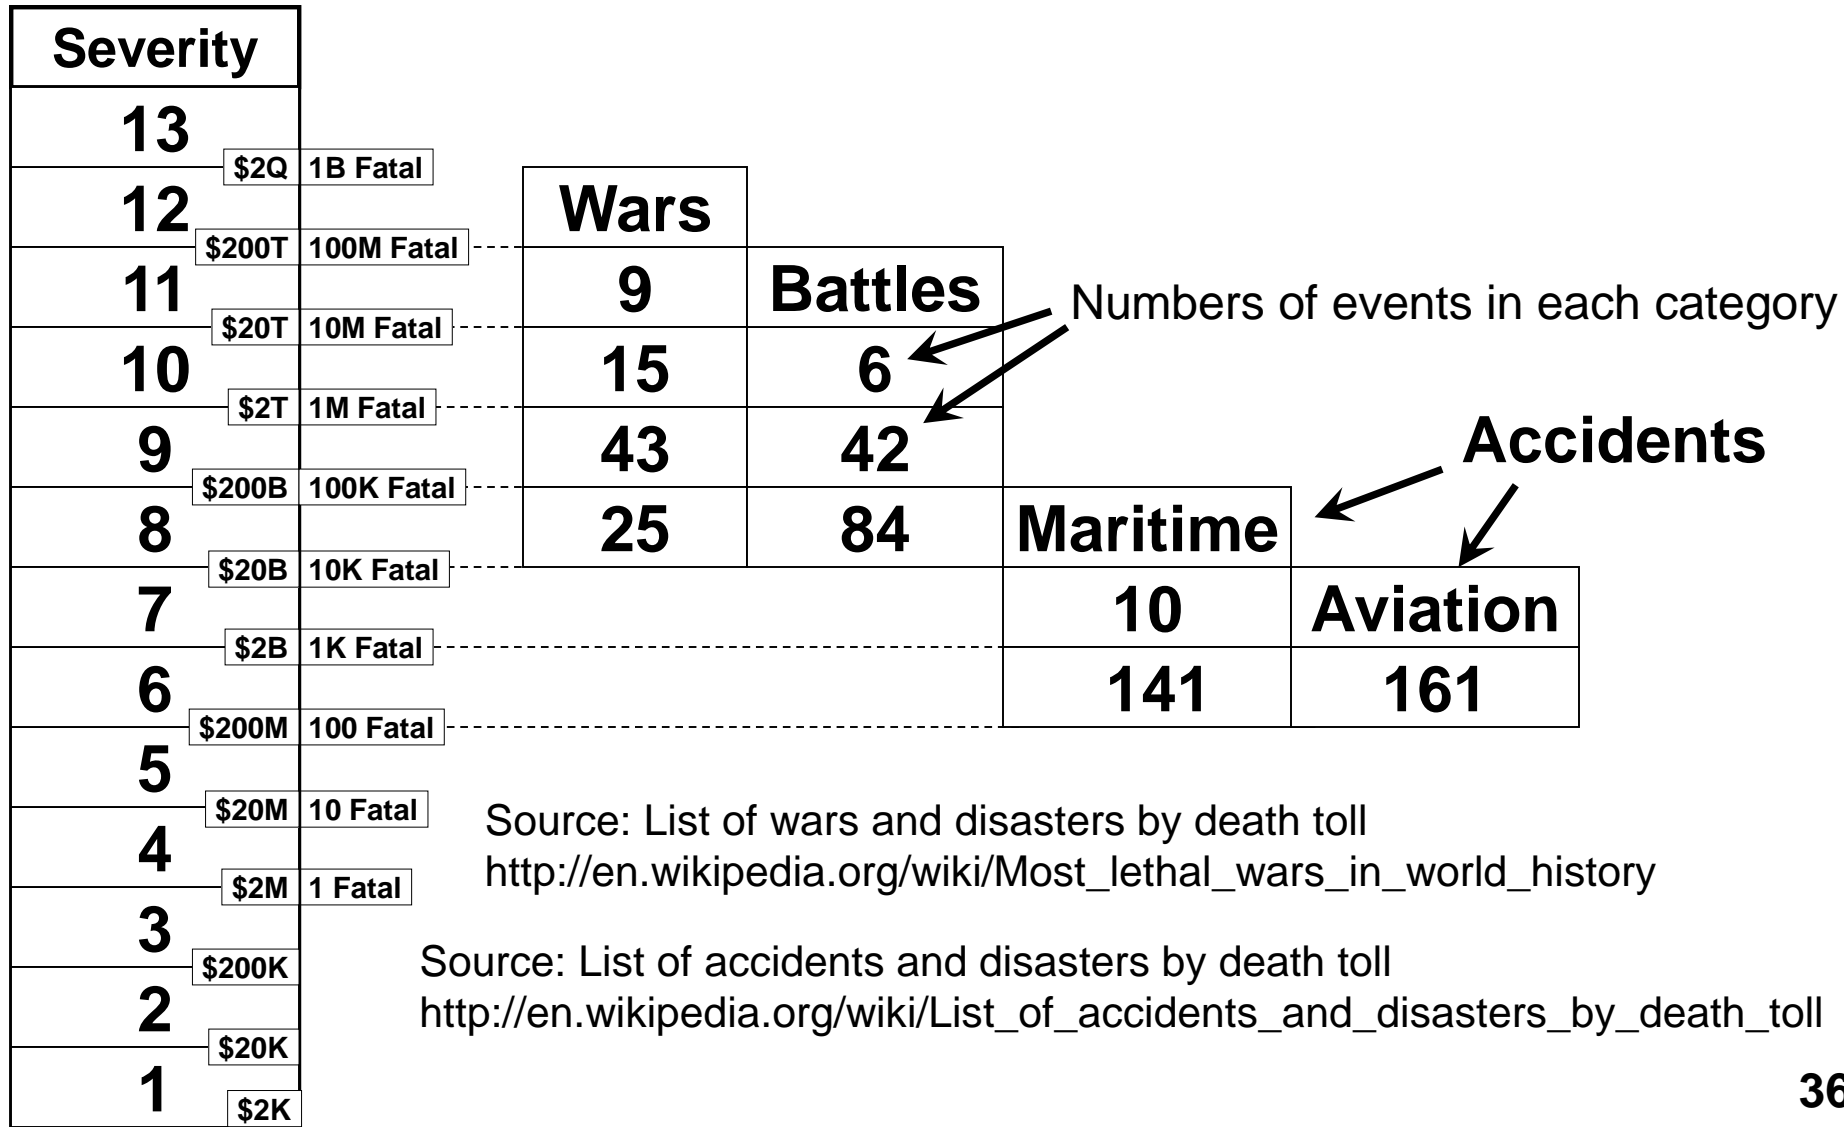 Severity
13
$2Q 1B Fatal
12 Wars
$200T 100M Fatal
11 9 Battles
Numbers of events in each category
$20T 10M Fatal
10 15 6
$2T 1M Fatal
9 43 42
Accidents
$200B 100K Fatal
8 25 84 Maritime
$20B 10K Fatal
7 10 Aviation
$2B 1K Fatal
6 141 161
$200M 100 Fatal
5
$20M 10 Fatal
4
$2M 1 Fatal
3
$200K
2
$20K
1
$2K
Source: List of wars and disasters by death toll
http://en.wikipedia.org/wiki/Most_lethal_wars_in_world_history
Source: List of accidents and disasters by death toll
http://en.wikipedia.org/wiki/List_of_accidents_and_disasters_by_death_toll
36